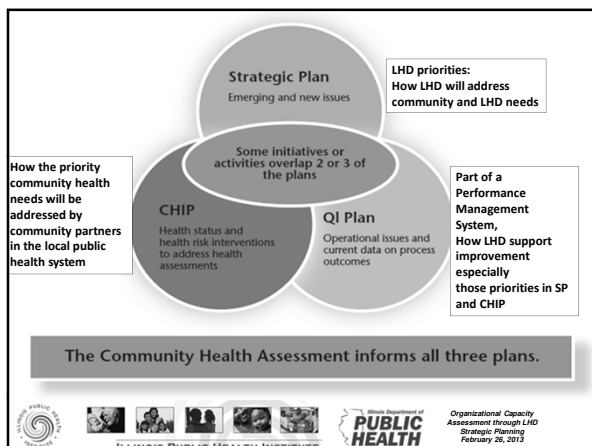 Strategic Plan
Emerging and new issues
LHD priorities:
How LHD will address
community and LHD needs
Some initiatives or
activities overlap 2 or 3 of
the plans
How the priority
community health
needs will be
addressed by
community partners
in the local public
health system
CHIP
Health status and
health risk interventions
to address health
assessments
QI Plan
Operational issues and
current data on process
outcomes
Part of a
Performance
Management
System,
How LHD support
improvement
especially
those priorities in SP
and CHIP
The Community Health Assessment informs all three plans.
ILLINOIS PUBLIC HEALTH INSTITUTE
Illinois Department of
PUBLIC
HEALTH
Organizational Capacity
Assessment through LHD
Strategic Planning
February 26, 2013